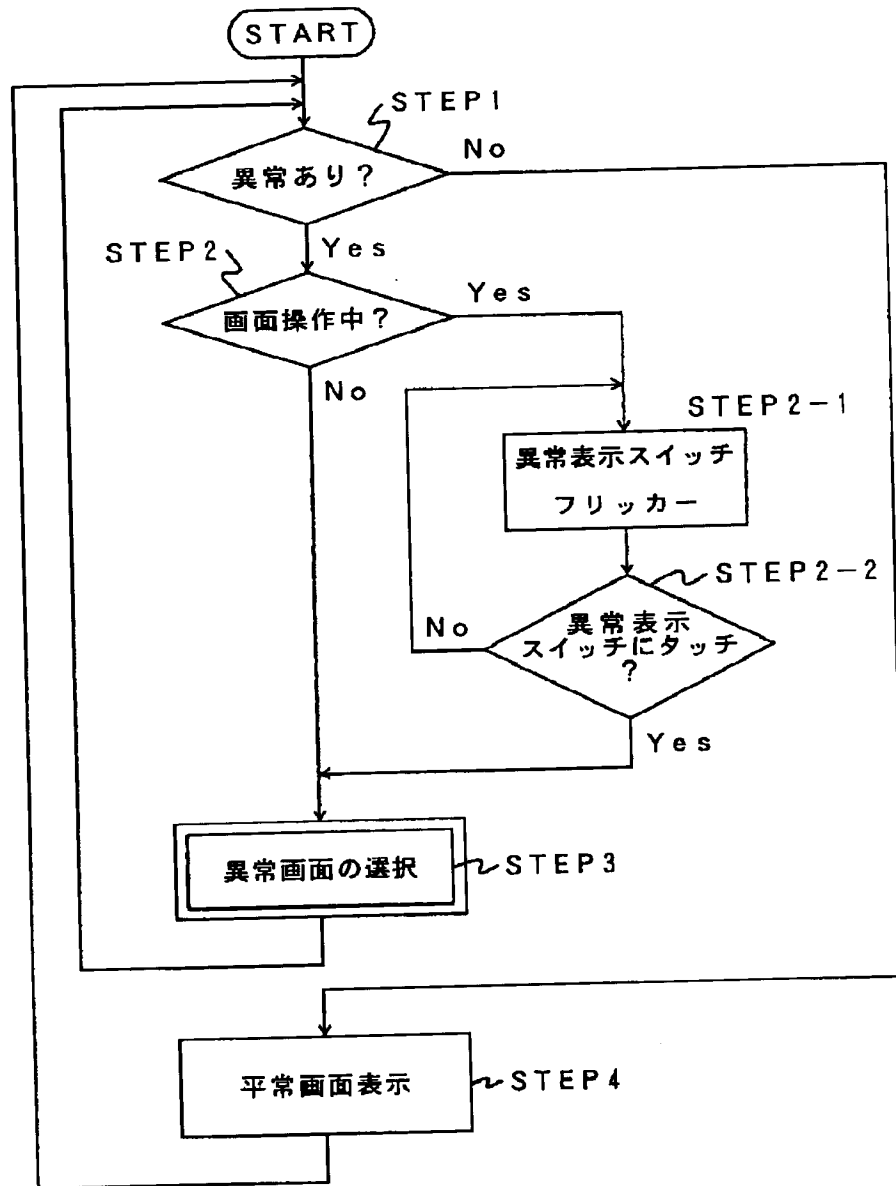 START
STEP1
異常あり?
No
Yes
STEP2
画面操作中?
Yes
No
STEP2-1
異常表示スイッチ
フリッカー
STEP2-2
異常表示
スイッチにタッチ
?
No
Yes
異常画面の選択
STEP3
平常画面表示
STEP4